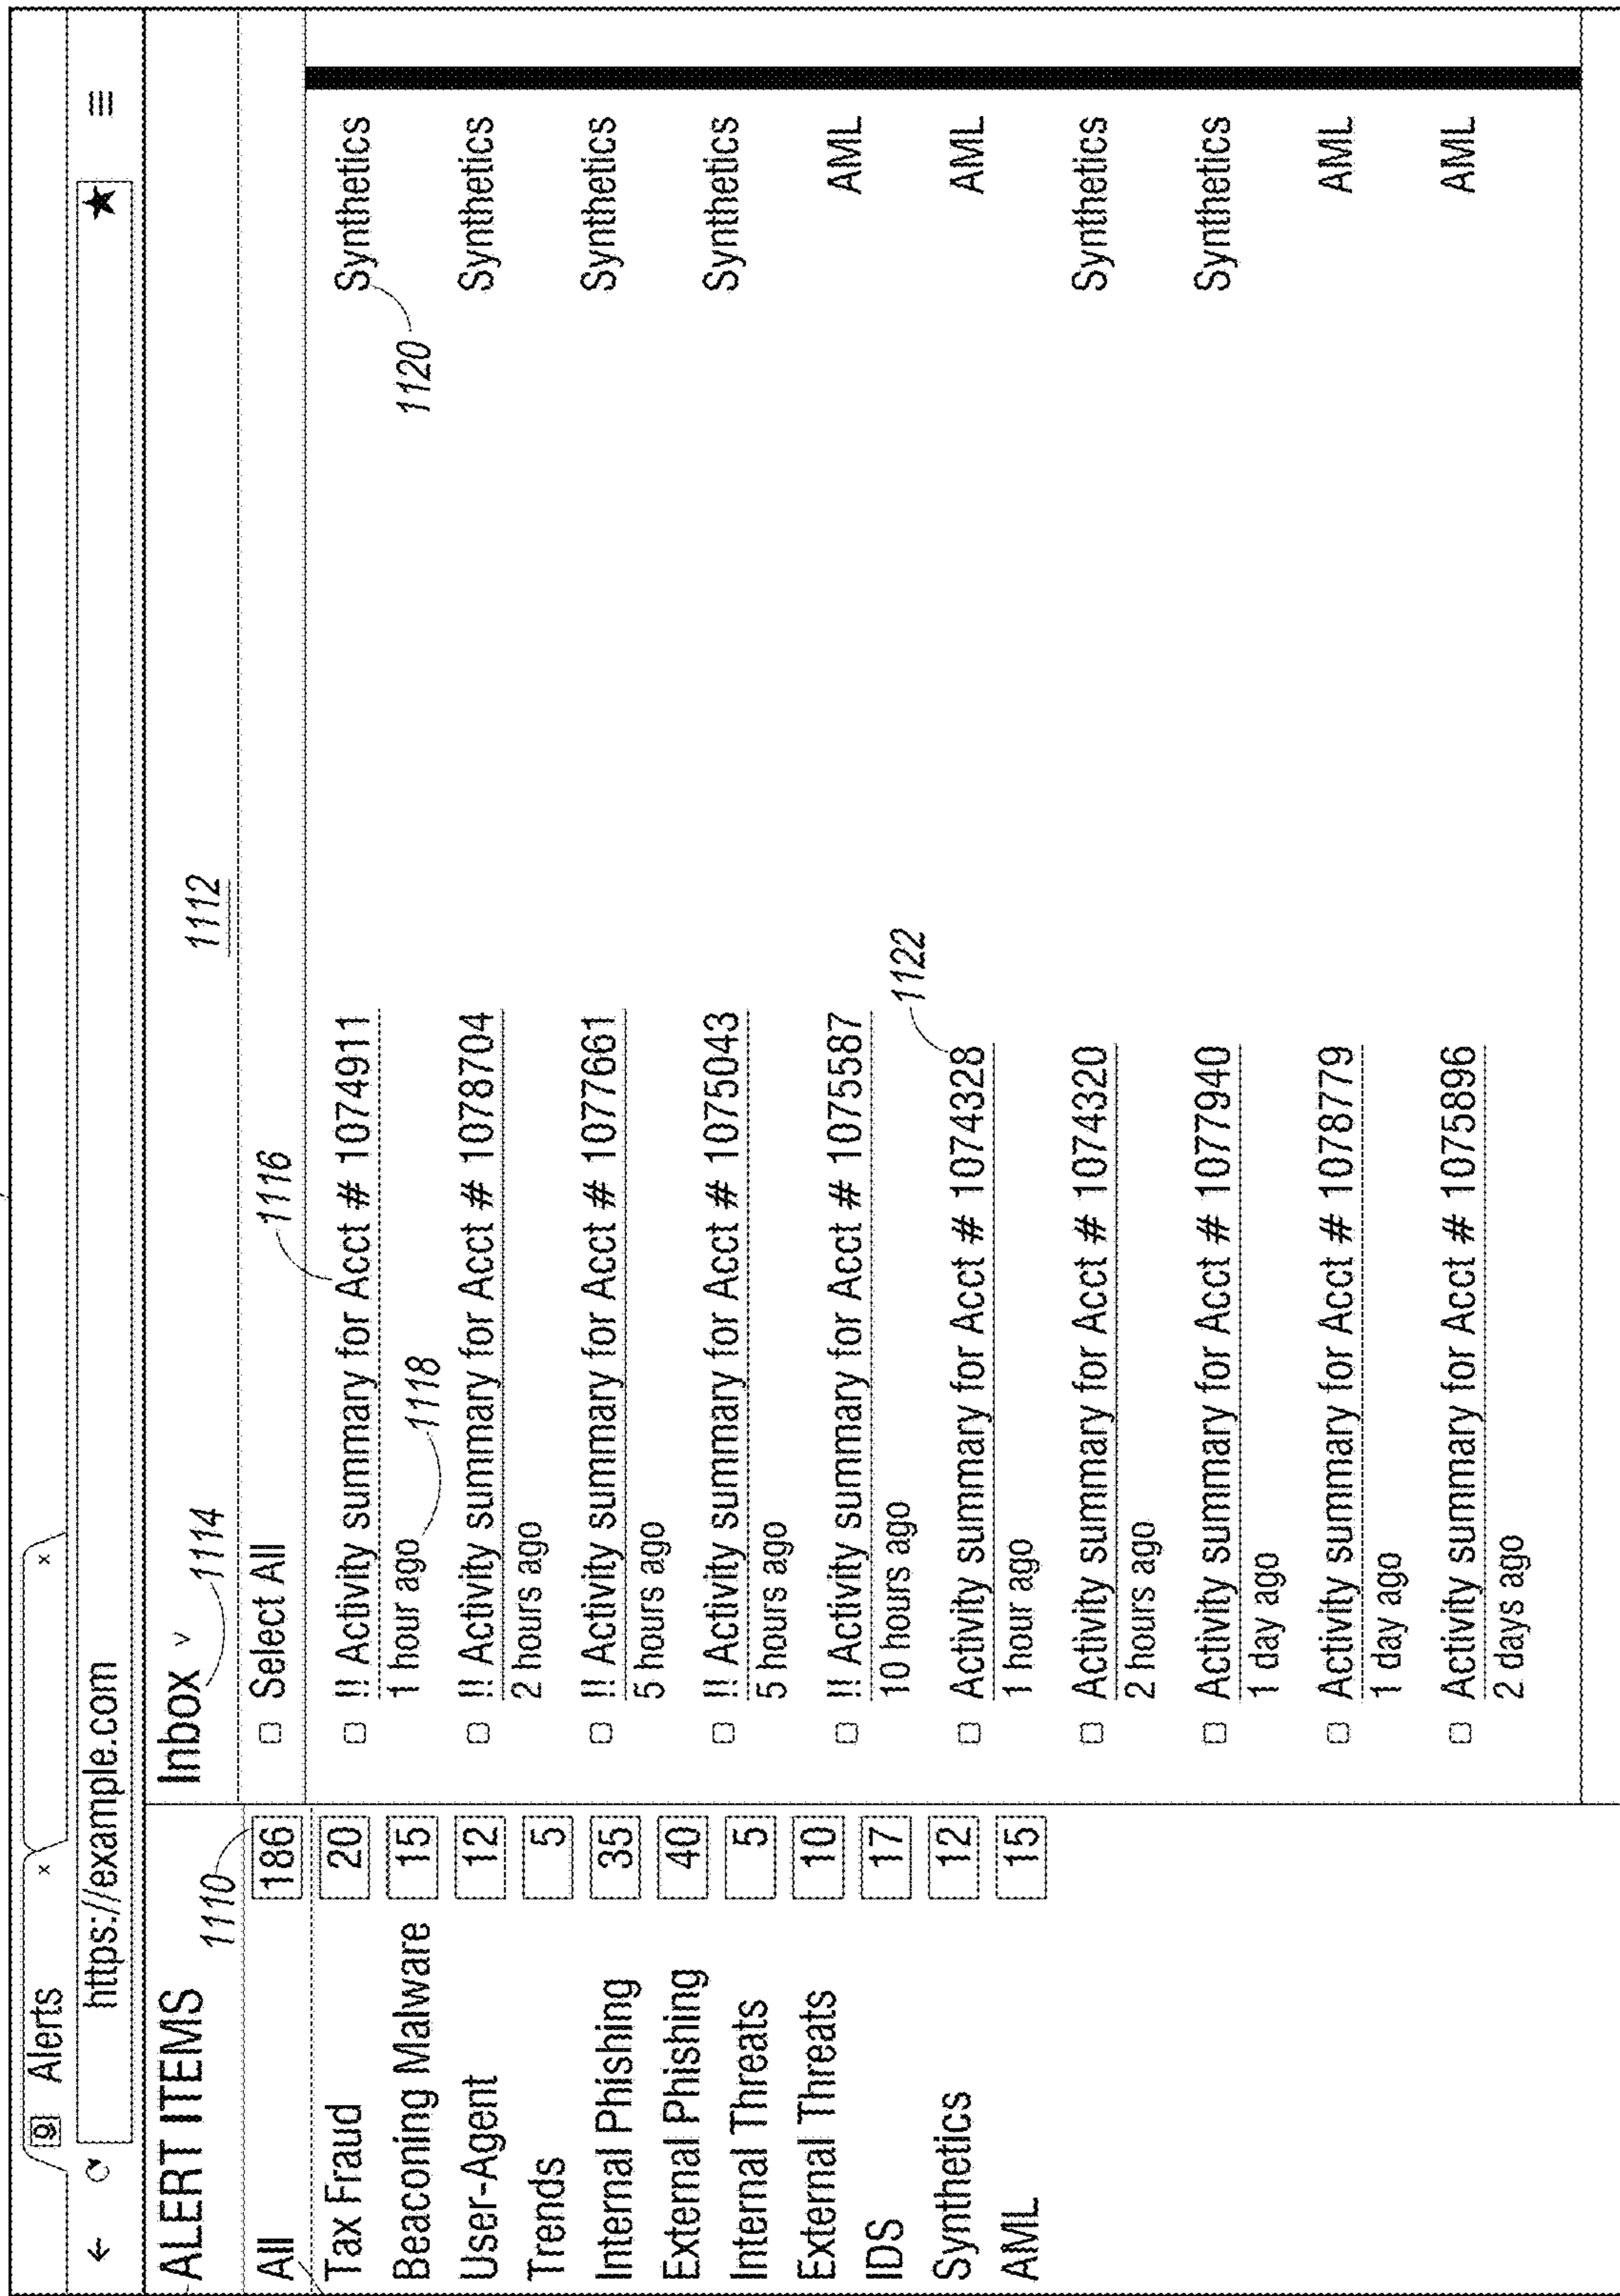 9 Alerts x x
← https://example.com ★ ≡
ALERT ITEMS
1110
All 186
Tax Fraud 20
Beaconing Malware 15
User-Agent 12
Trends 5
Internal Phishing 35
External Phishing 40
Internal Threats 5
External Threats 10
IDS 17
Synthetics 12
AML 15
Inbox v 1114 1112
Select All 1116
!! Activity summary for Acct # 1074911 Synthetics
1 hour ago 1118 1120
!! Activity summary for Acct # 1078704 Synthetics
2 hours ago
!! Activity summary for Acct # 1077661 Synthetics
5 hours ago
!! Activity summary for Acct # 1075043 Synthetics
5 hours ago
!! Activity summary for Acct # 1075587 AML
10 hours ago 1122
Activity summary for Acct # 1074328 AML
1 hour ago
Activity summary for Acct # 1074320 Synthetics
2 hours ago
Activity summary for Acct # 1077940 Synthetics
1 day ago
Activity summary for Acct # 1078779 AML
1 day ago
Activity summary for Acct # 1075896 AML
2 days ago